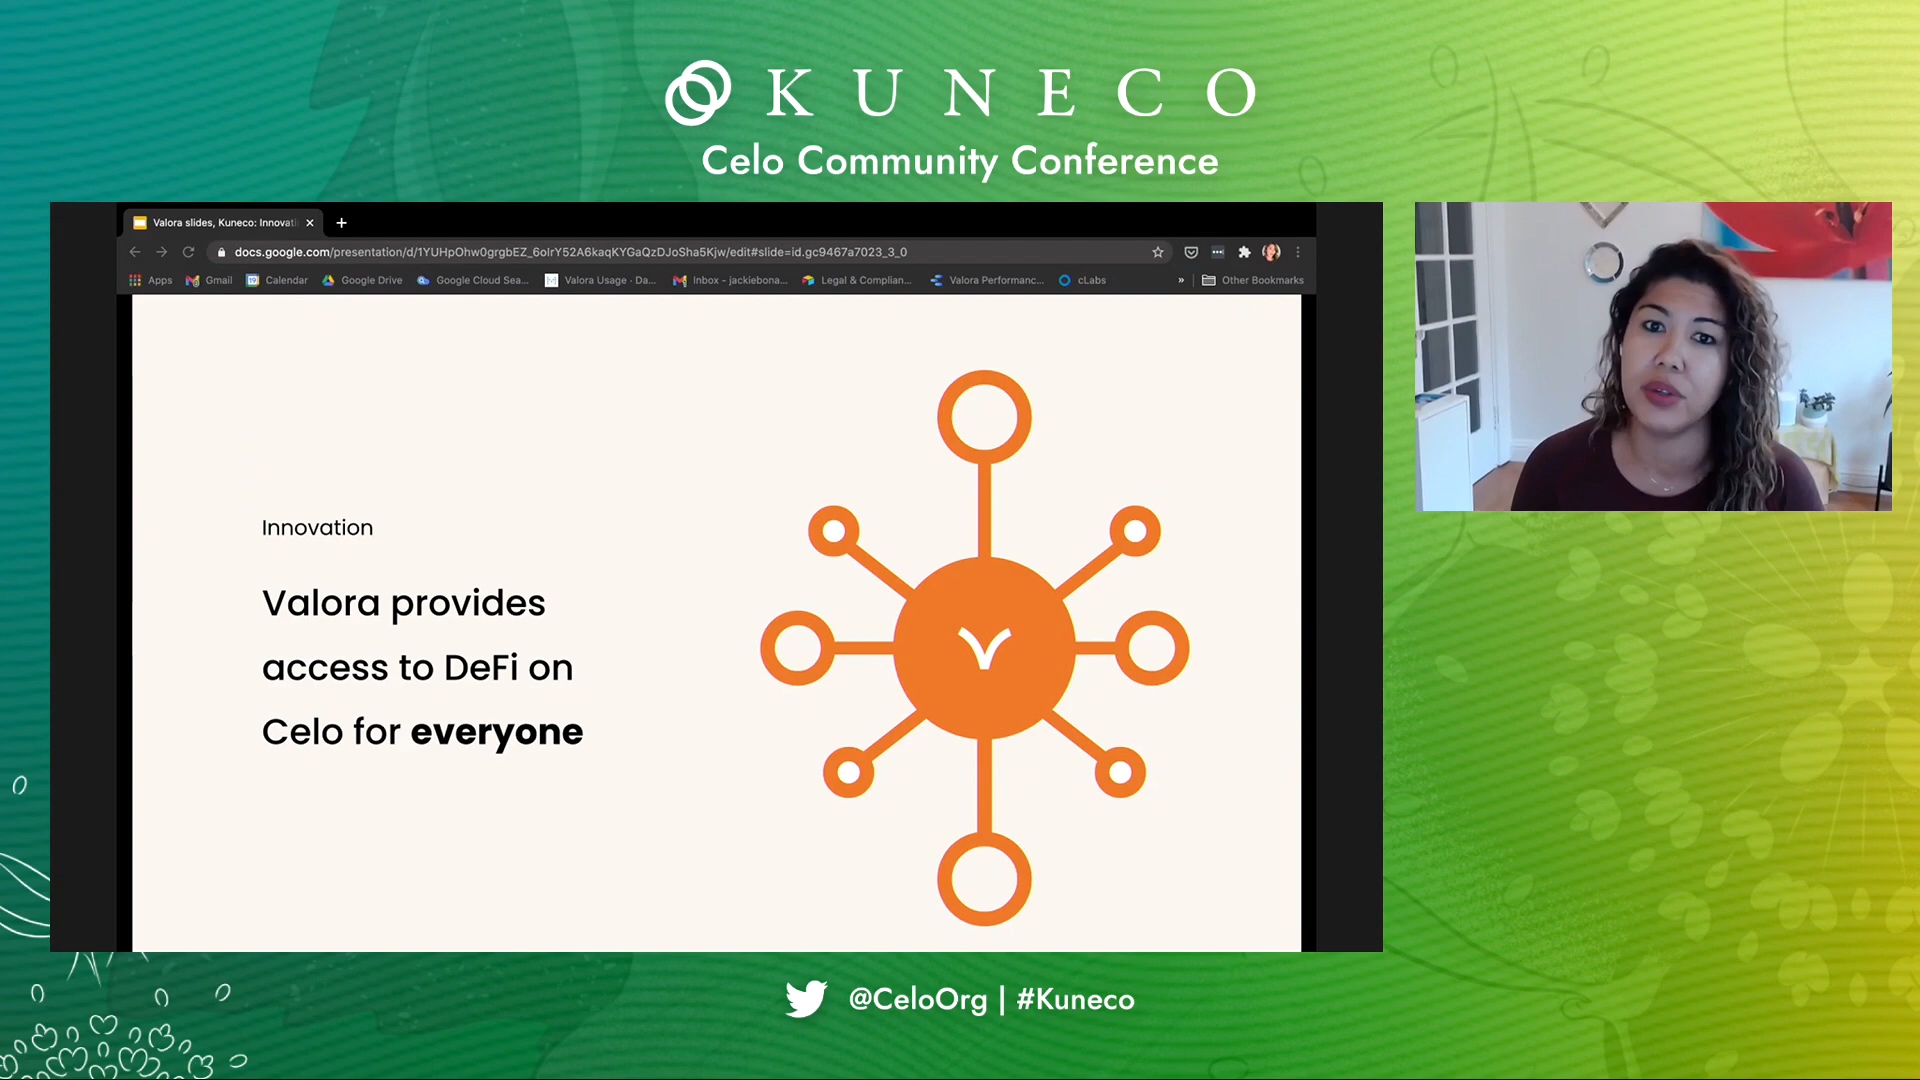 KUNECO
Celo Community Conference
Valora slides, Kuneco: Innovati
docs.google.com/presentation/d/1YUHpOhw0grgbEZ_6oIrY52A6kaqKYGaQzDJoSha5Kjw/edit#slide=id.gc9467a7023_3_0
Apps Gmail Calendar Google Drive Google Cloud Sea... Valora Usage · Da... Inbox - jackiebona... Legal & Complian... Valora Performanc... cLabs » Other Bookmarks
Innovation
Valora provides
access to DeFi on
Celo for everyone
@CeloOrg | #Kuneco